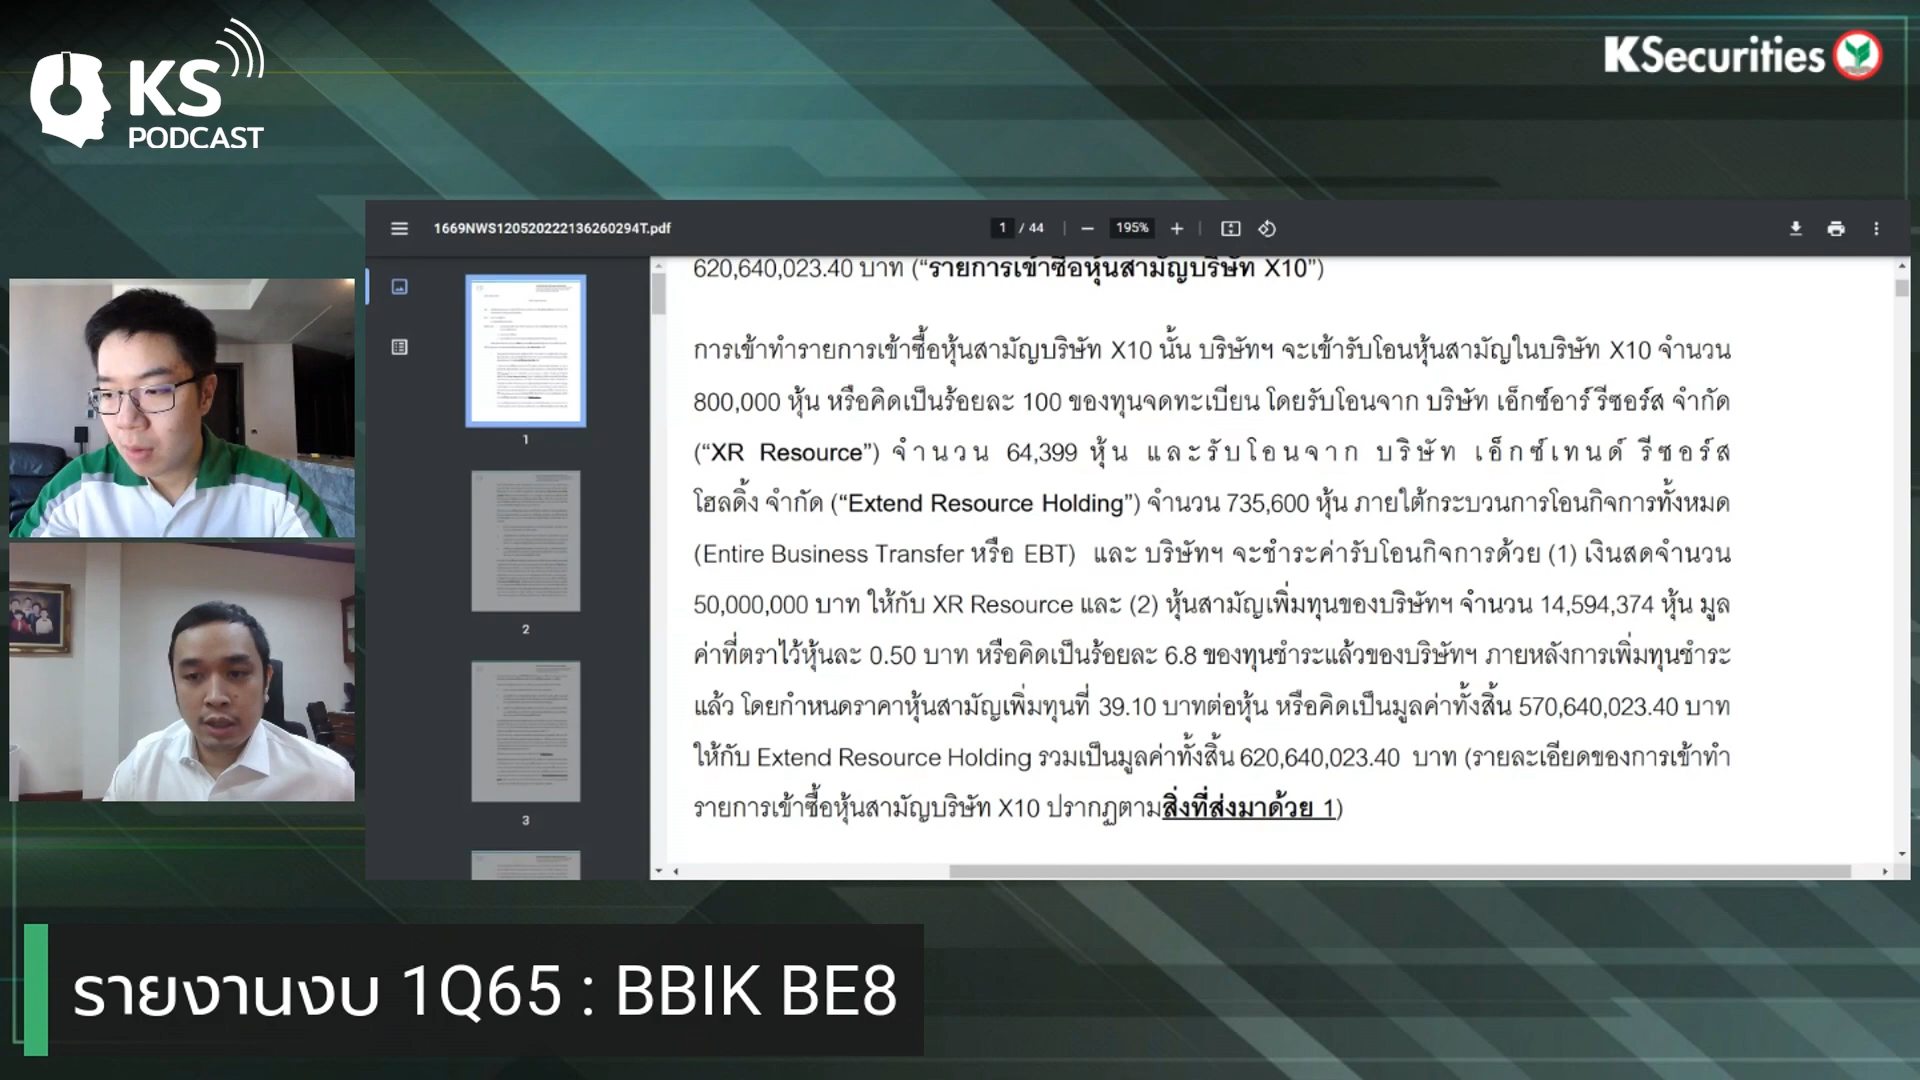 KS
PODCAST
KSecurities
1669NWS120520222136260294T.pdf
1 / 44
195%
1
2
3
620,640,023.40 บาท (“รายการเข้าซื้อหุ้นสามัญบริษัท X10”)
การเข้าทำรายการเข้าซื้อหุ้นสามัญบริษัท X10 นั้น บริษัทฯ จะเข้ารับโอนหุ้นสามัญในบริษัท X10 จำนวน
800,000 หุ้น หรือคิดเป็นร้อยละ 100 ของทุนจดทะเบียน โดยรับโอนจาก บริษัท เอ็กซ์อาร์ รีซอร์ส จำกัด
(“XR Resource”) จำนวน 64,399 หุ้น และรับโอนจาก บริษัท เอ็กซ์เทนด์ รีซอร์ส
โฮลดิ้ง จำกัด (“Extend Resource Holding”) จำนวน 735,600 หุ้น ภายใต้กระบวนการโอนกิจการทั้งหมด
(Entire Business Transfer หรือ EBT) และ บริษัทฯ จะชำระค่ารับโอนกิจการด้วย (1) เงินสดจำนวน
50,000,000 บาท ให้กับ XR Resource และ (2) หุ้นสามัญเพิ่มทุนของบริษัทฯ จำนวน 14,594,374 หุ้น มูล
ค่าที่ตราไว้หุ้นละ 0.50 บาท หรือคิดเป็นร้อยละ 6.8 ของทุนชำระแล้วของบริษัทฯ ภายหลังการเพิ่มทุนชำระ
แล้ว โดยกำหนดราคาหุ้นสามัญเพิ่มทุนที่ 39.10 บาทต่อหุ้น หรือคิดเป็นมูลค่าทั้งสิ้น 570,640,023.40 บาท
ให้กับ Extend Resource Holding รวมเป็นมูลค่าทั้งสิ้น 620,640,023.40 บาท (รายละเอียดของการเข้าทำ
รายการเข้าซื้อหุ้นสามัญบริษัท X10 ปรากฏตามสิ่งที่ส่งมาด้วย 1)
รายงานงบ 1Q65 : BBIK BE8